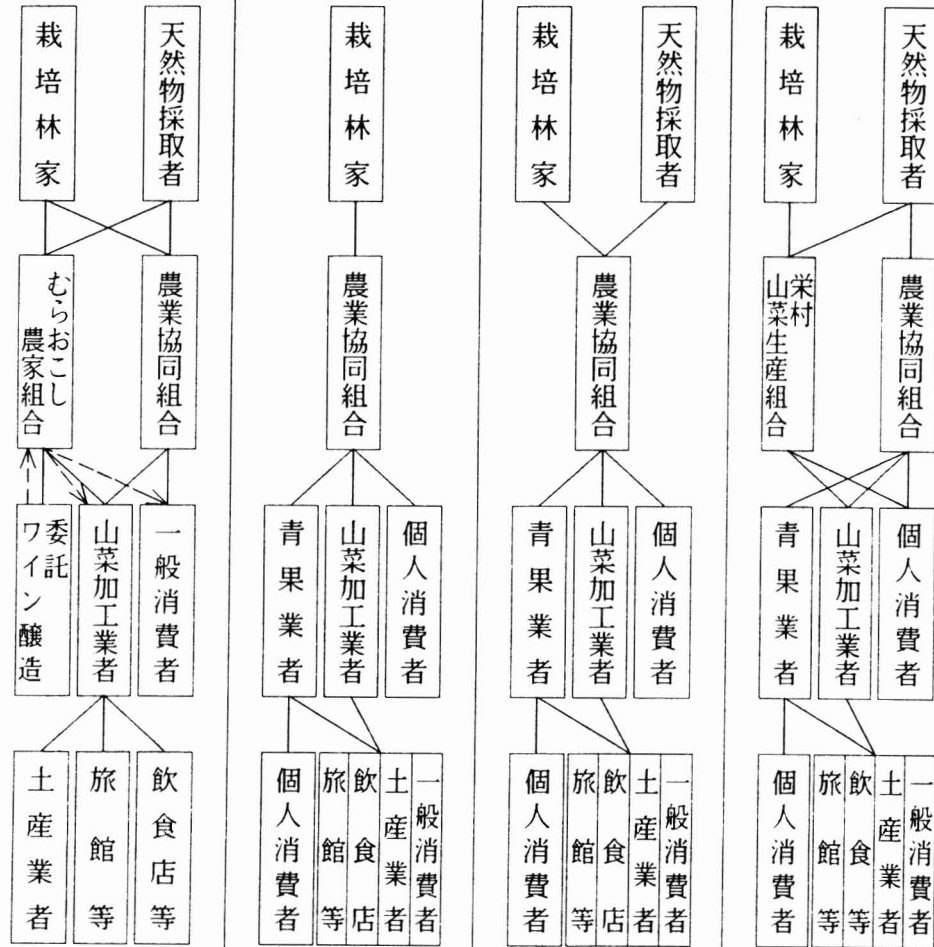 天然物採取者
栽培林家
農業協同組合
栄村
山菜生産組合
個人消費者
山菜加工業者
青果業者
一般消費者
土産業者
飲食等
旅館等
個人消費者
天然物採取者
栽培林家
農業協同組合
個人消費者
山菜加工業者
青果業者
一般消費者
土産業者
飲食店
旅館等
個人消費者
栽培林家
農業協同組合
個人消費者
山菜加工業者
青果業者
一般消費者
土産業者
飲食店
旅館等
個人消費者
天然物採取者
栽培林家
農業協同組合
むらおこし
農家組合
一般消費者
山菜加工業者
委託
ワイン醸造
飲食店等
旅館等
土産業者